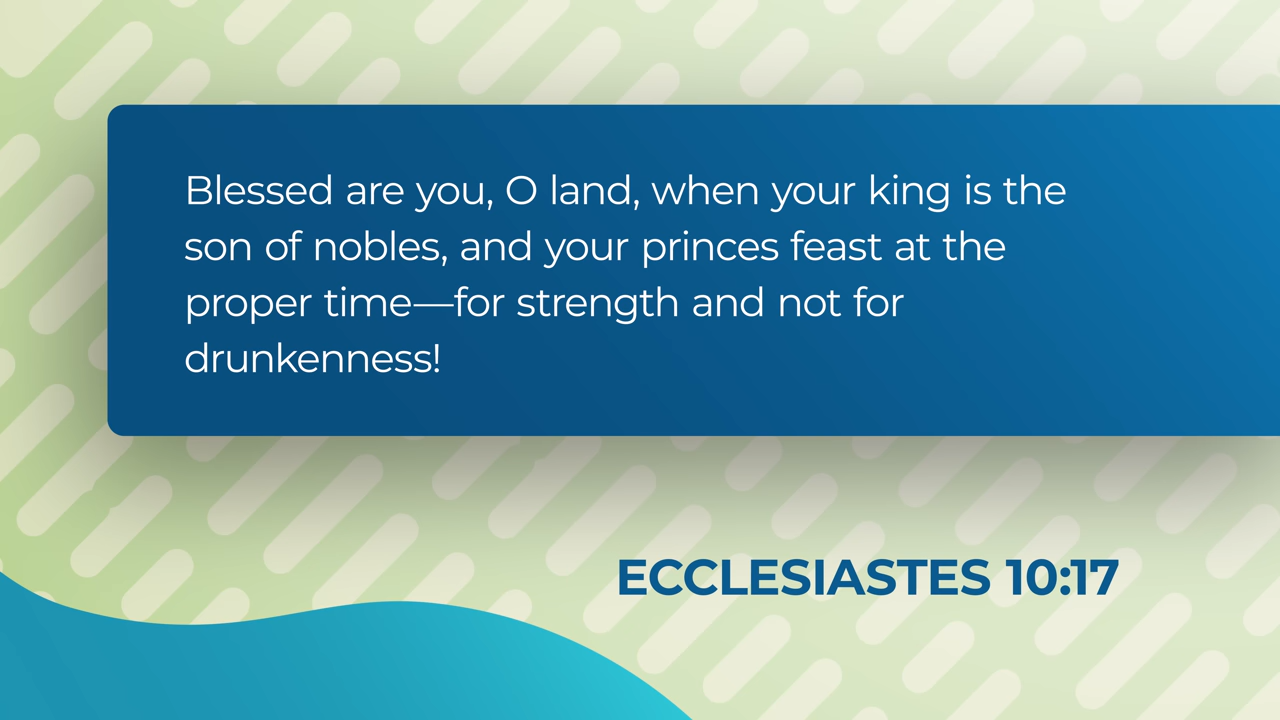 Blessed are you, O land, when your king is the
son of nobles, and your princes feast at the
proper time—for strength and not for
drunkenness!
ECCLESIASTES 10:17